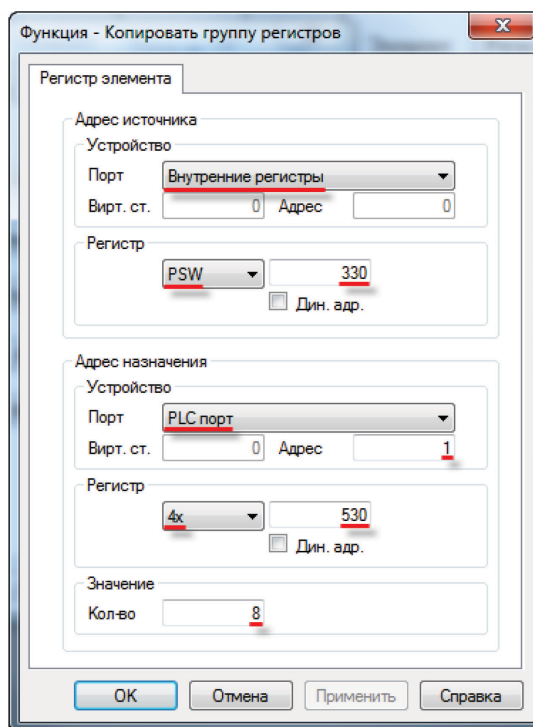 Функция - Копировать группу регистров
Регистр элемента
Адрес источника
Устройство
Порт Внутренние регистры
Вирт. ст. 0 Адрес 0
Регистр
PSW 330
Дин. адр.
Адрес назначения
Устройство
Порт PLC порт
Вирт. ст. 0 Адрес 1
Регистр
4x 530
Дин. адр.
Значение
Кол-во 8
OK Отмена Применить Справка